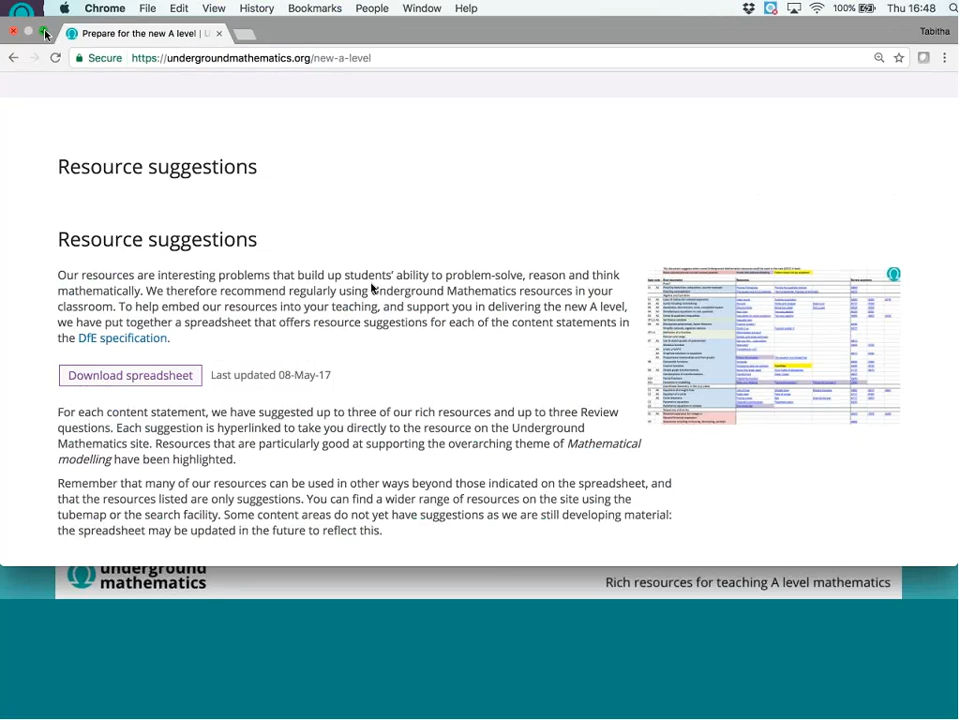 Chrome File Edit View History Bookmarks People Window Help 100% Thu 16:48
Prepare for the new A level | U Tabitha
Secure https://undergroundmathematics.org/new-a-level
Resource suggestions
Resource suggestions
Our resources are interesting problems that build up students’ ability to problem-solve, reason and think
mathematically. We therefore recommend regularly using Underground Mathematics resources in your
classroom. To help embed our resources into your teaching, and support you in delivering the new A level,
we have put together a spreadsheet that offers resource suggestions for each of the content statements in
the DfE specification.
Download spreadsheet Last updated 08-May-17
For each content statement, we have suggested up to three of our rich resources and up to three Review
questions. Each suggestion is hyperlinked to take you directly to the resource on the Underground
Mathematics site. Resources that are particularly good at supporting the overarching theme of Mathematical
modelling have been highlighted.
Remember that many of our resources can be used in other ways beyond those indicated on the spreadsheet, and
that the resources listed are only suggestions. You can find a wider range of resources on the site using the
tubemap or the search facility. Some content areas do not yet have suggestions as we are still developing material:
the spreadsheet may be updated in the future to reflect this.
underground
mathematics
Rich resources for teaching A level mathematics